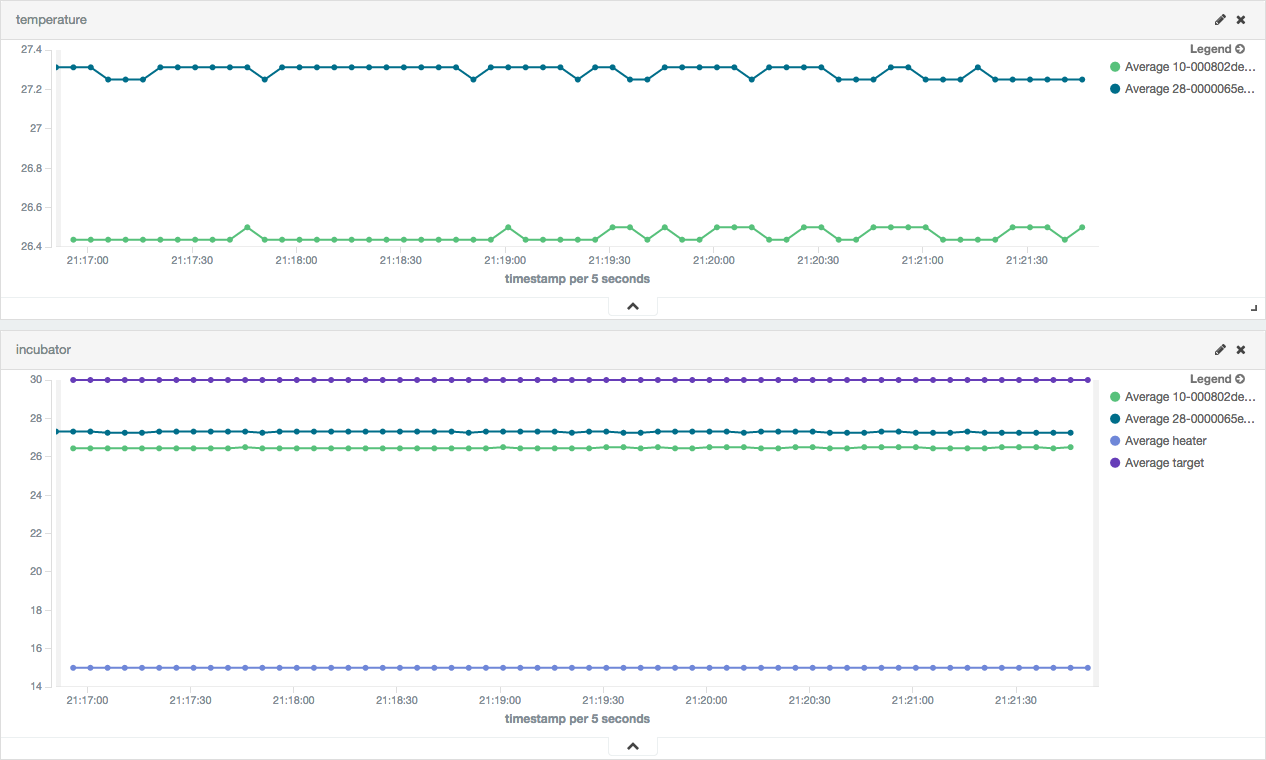 temperature
Legend
27.4
27.2
27
26.8
26.6
26.4
Average 10-000802de...
Average 28-0000065e...
21:17:00 21:17:30 21:18:00 21:18:30 21:19:00 21:19:30 21:20:00 21:20:30 21:21:00 21:21:30
timestamp per 5 seconds
incubator
Legend
30
28
26
24
22
20
18
16
14
Average 10-000802de...
Average 28-0000065e...
Average heater
Average target
21:17:00 21:17:30 21:18:00 21:18:30 21:19:00 21:19:30 21:20:00 21:20:30 21:21:00 21:21:30
timestamp per 5 seconds